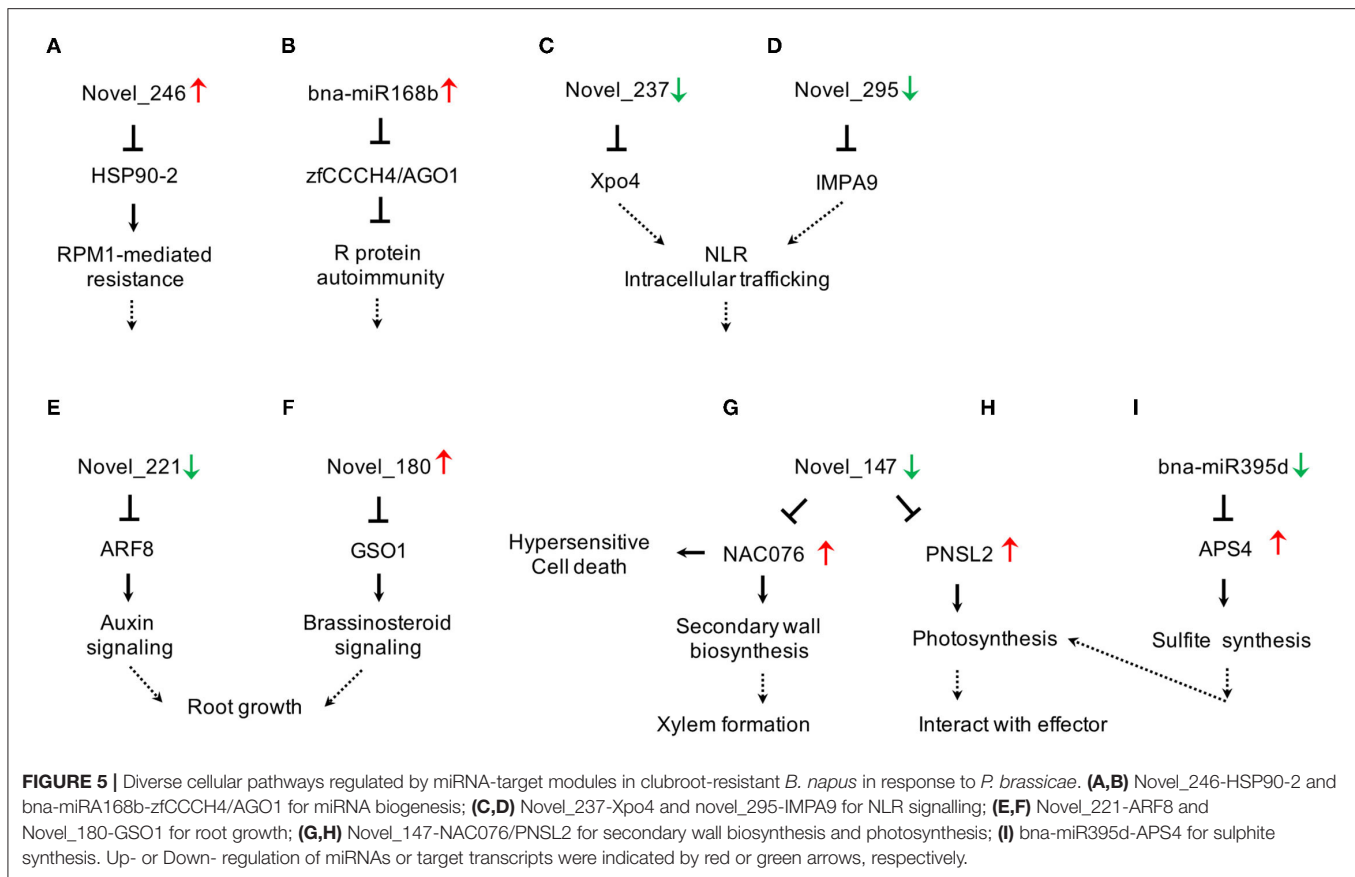 A
B
C
D
Novel_246
bna-miR168b
Novel_237
Novel_295
HSP90-2
zfCCCH4/AGO1
Xpo4
IMPA9
RPM1-mediated
resistance
R protein
autoimmunity
NLR
Intracellular trafficking
E
F
G
H
I
Novel_221
Novel_180
Novel_147
bna-miR395d
ARF8
GSO1
Hypersensitive
Cell death
NAC076
PNSL2
APS4
Auxin
signaling
Brassinosteroid
signaling
Secondary wall
biosynthesis
Photosynthesis
Sulfite synthesis
Root growth
Xylem formation
Interact with effector
FIGURE 5 | Diverse cellular pathways regulated by miRNA-target modules in clubroot-resistant B. napus in response to P. brassicae. (A,B) Novel_246-HSP90-2 and
bna-miRA168b-zfCCCH4/AGO1 for miRNA biogenesis; (C,D) Novel_237-Xpo4 and novel_295-IMPA9 for NLR signalling; (E,F) Novel_221-ARF8 and
Novel_180-GSO1 for root growth; (G,H) Novel_147-NAC076/PNSL2 for secondary wall biosynthesis and photosynthesis; (I) bna-miR395d-APS4 for sulphite
synthesis. Up- or Down- regulation of miRNAs or target transcripts were indicated by red or green arrows, respectively.